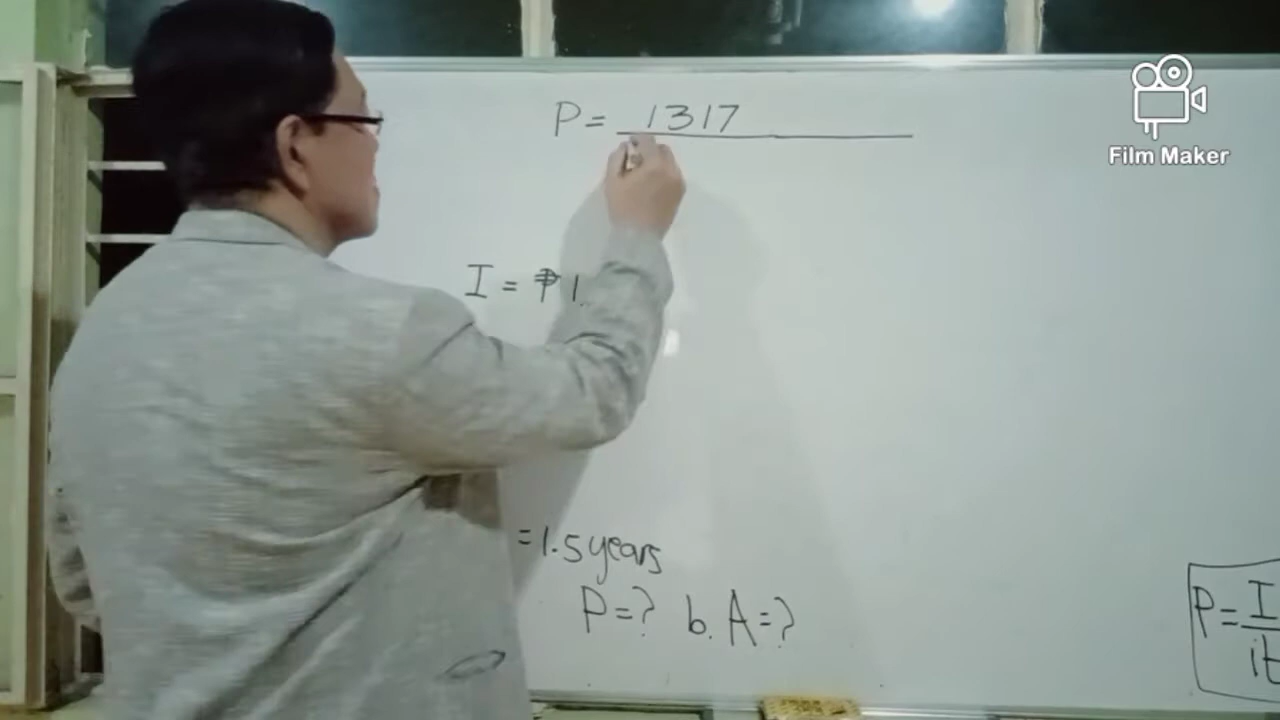 P = 1317
Film Maker
I = ₱1
= 1.5 years
P = ? b. A = ?
P = I
it